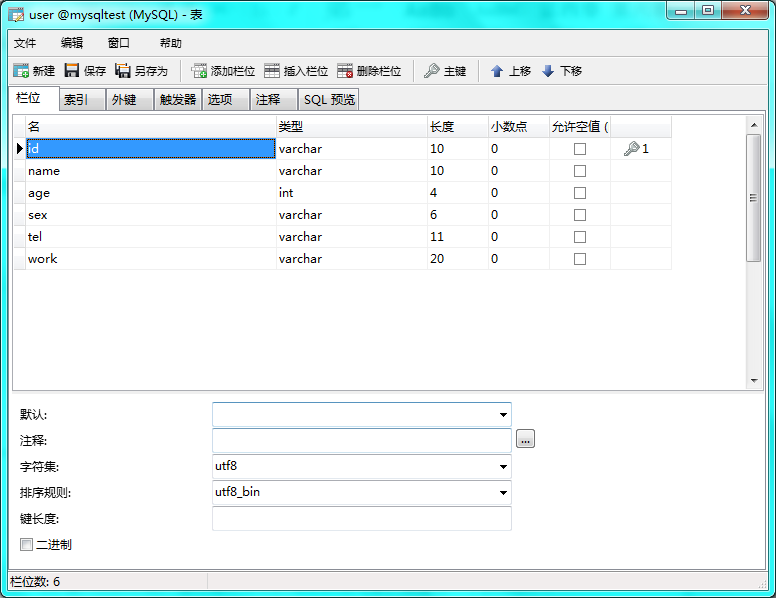 user @mysqltest (MySQL) - 表
文件 编辑 窗口 帮助
新建 保存 另存为 添加栏位 插入栏位 删除栏位 主键 上移 下移
栏位 索引 外键 触发器 选项 注释 SQL 预览
名 类型 长度 小数点 允许空值 (
id varchar 10 0 1
name varchar 10 0
age int 4 0
sex varchar 6 0
tel varchar 11 0
work varchar 20 0
默认:
注释: ...
字符集: utf8
排序规则: utf8_bin
键长度:
二进制
栏位数: 6